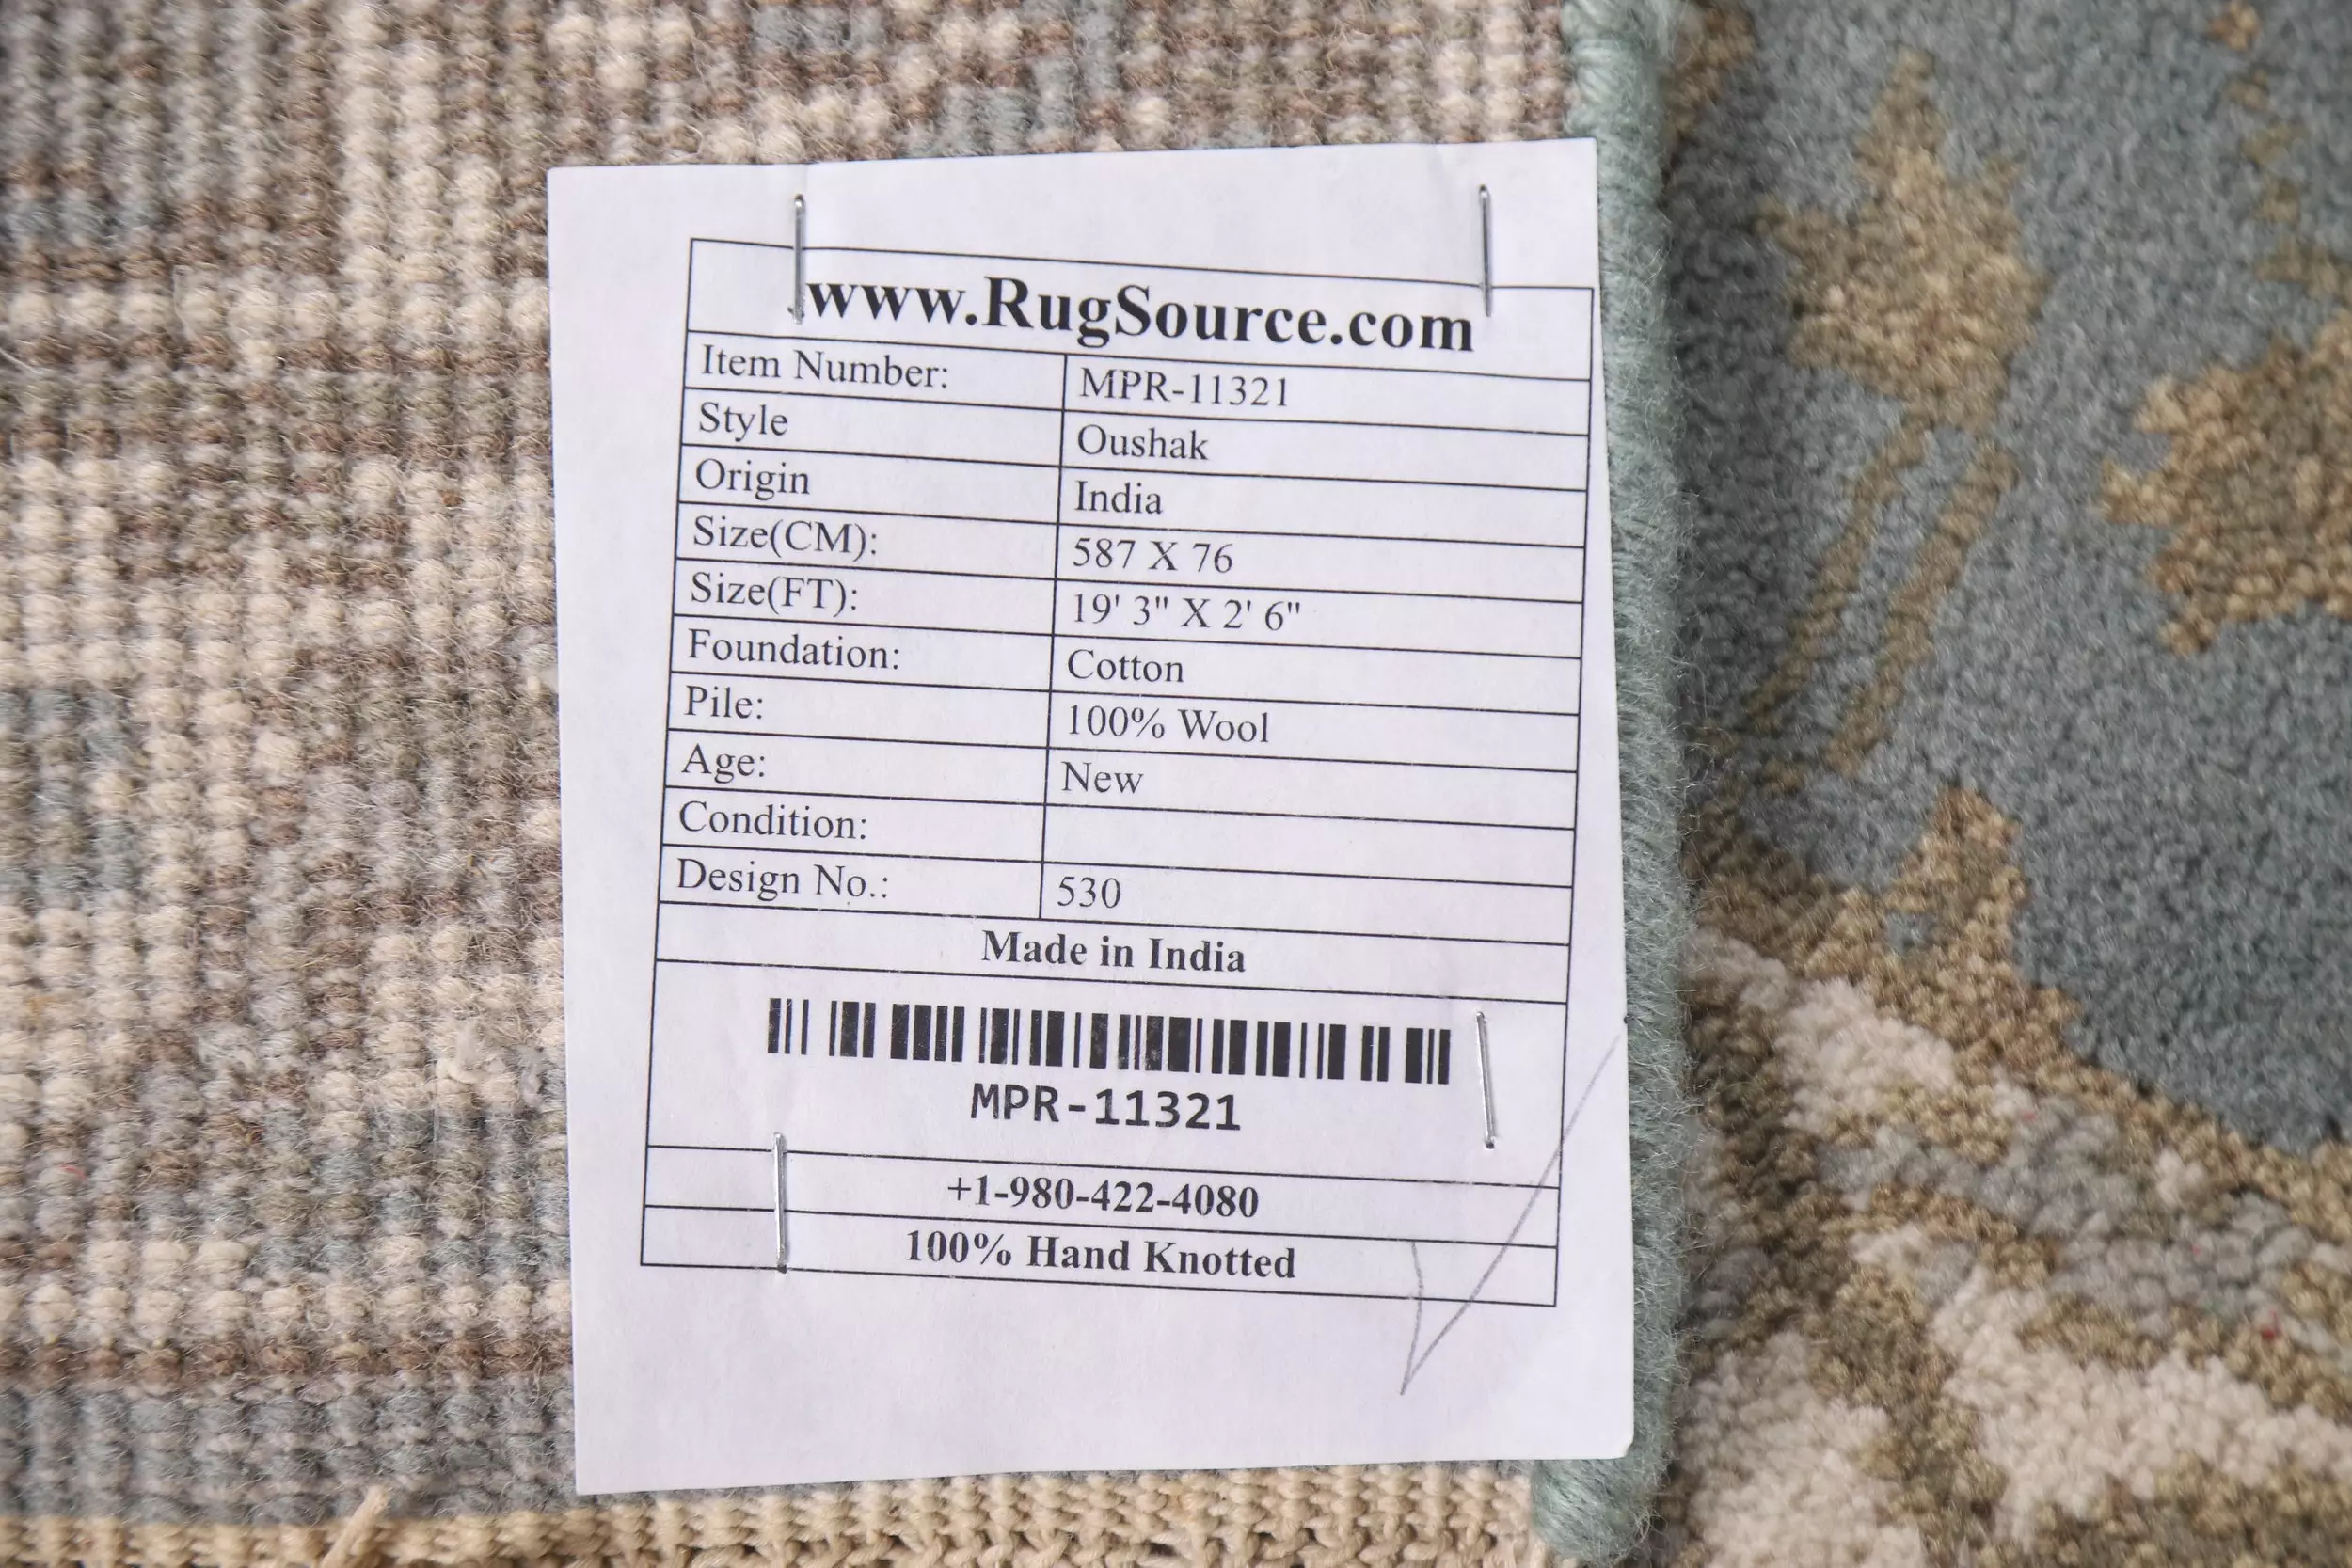 www.RugSource.com
Item Number: MPR-11321
Style Oushak
Origin India
Size(CM): 587 X 76
Size(FT): 19' 3" X 2' 6"
Foundation: Cotton
Pile: 100% Wool
Age: New
Condition:
Design No.: 530
Made in India
MPR-11321
+1-980-422-4080
100% Hand Knotted